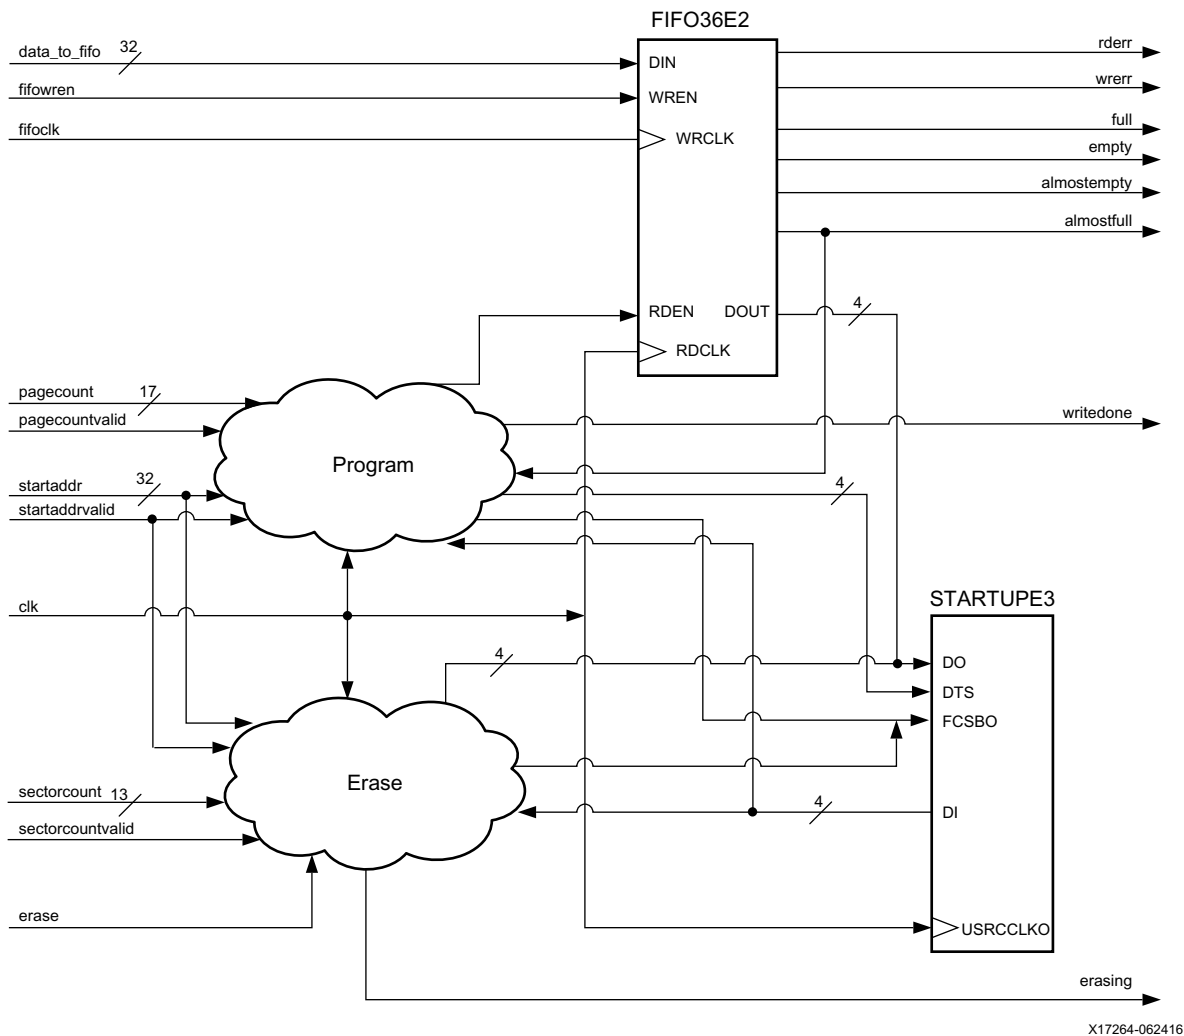 FIFO36E2
data_to_fifo
32
DIN
rderr
fifowren
WREN
wrerr
fifoclk
WRCLK
full
empty
almostempty
almostfull
RDEN
DOUT
4
RDCLK
pagecount
17
pagecountvalid
writedone
Program
startaddr
32
4
startaddrvalid
clk
STARTUPE3
4
DO
DTS
FCSBO
Erase
sectorcount
13
4
DI
sectorcountvalid
erase
USRCCLKO
erasing
X17264-062416